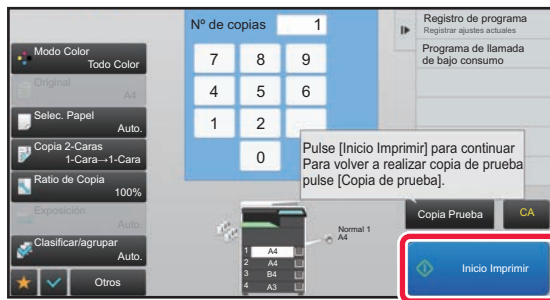 Nº de copias 1
Registro de programa
Registrar ajustes actuales
Programa de llamada
de bajo consumo
Modo Color
Todo Color
Original
A4
Selec. Papel
Auto.
Copia 2-Caras
1-Cara→1-Cara
Ratio de Copia
100%
Exposición
Auto.
Clasificar/agrupar
Auto.
Otros
7 8 9
4 5 6
1 2
0
Pulse [Inicio Imprimir] para continuar
Para volver a realizar copia de prueba
pulse [Copia de prueba].
Normal 1
A4
1 A4
2 A4
3 B4
4 A3
Copia Prueba
CA
Inicio Imprimir